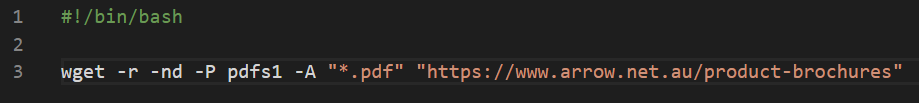 1 #!/bin/bash
2
3 wget -r -nd -P pdfs1 -A "*.pdf" "https://www.arrow.net.au/product-brochures"